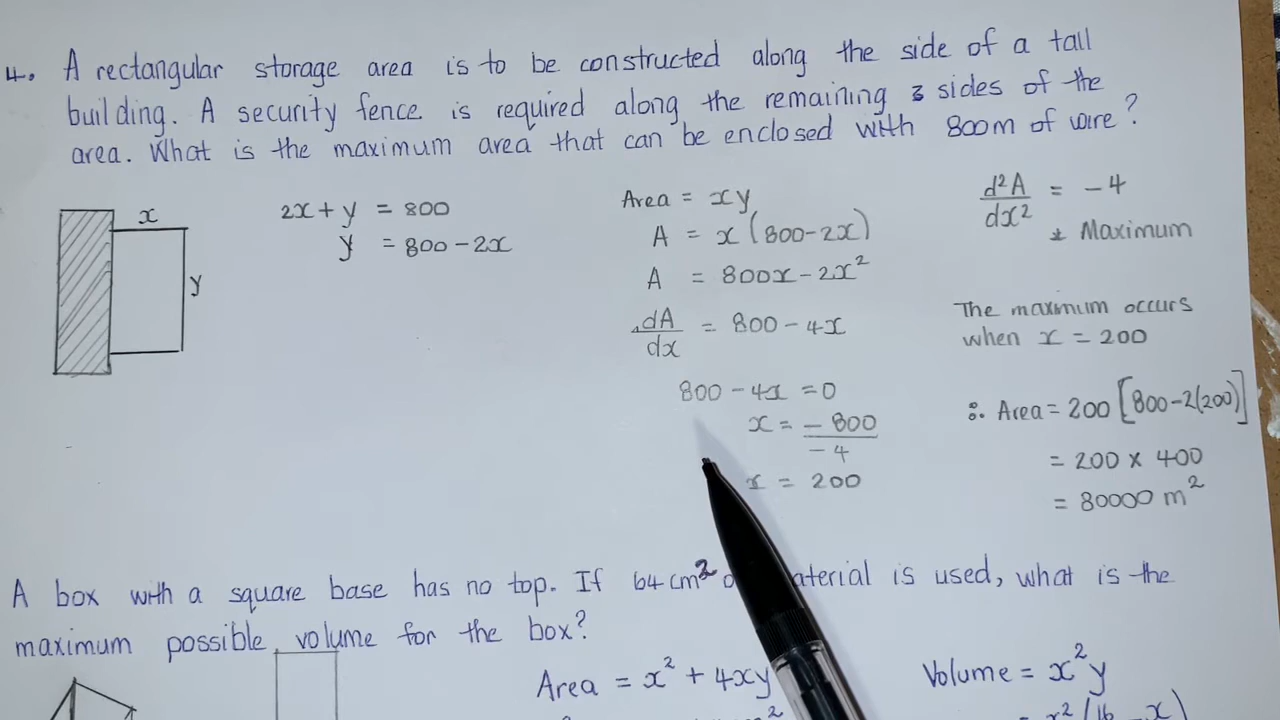 4. A rectangular storage area is to be constructed along the side of a tall
building. A security fence is required along the remaining 3 sides of the
area. What is the maximum area that can be enclosed with 800m of wire?
x
y
2x + y = 800
y = 800 - 2x
Area = xy
A = x(800-2x)
A = 800x - 2x²
dA/dx = 800 - 4x
800 - 4x = 0
x = -800/-4
x = 200
d²A/dx² = -4
* Maximum
The maximum occurs
when x = 200
∴ Area = 200[800-2(200)]
= 200 x 400
= 80000 m²
A box with a square base has no top. If 64cm² material is used, what is the
maximum possible volume for the box?
Area = x² + 4xy
Volume = x²y